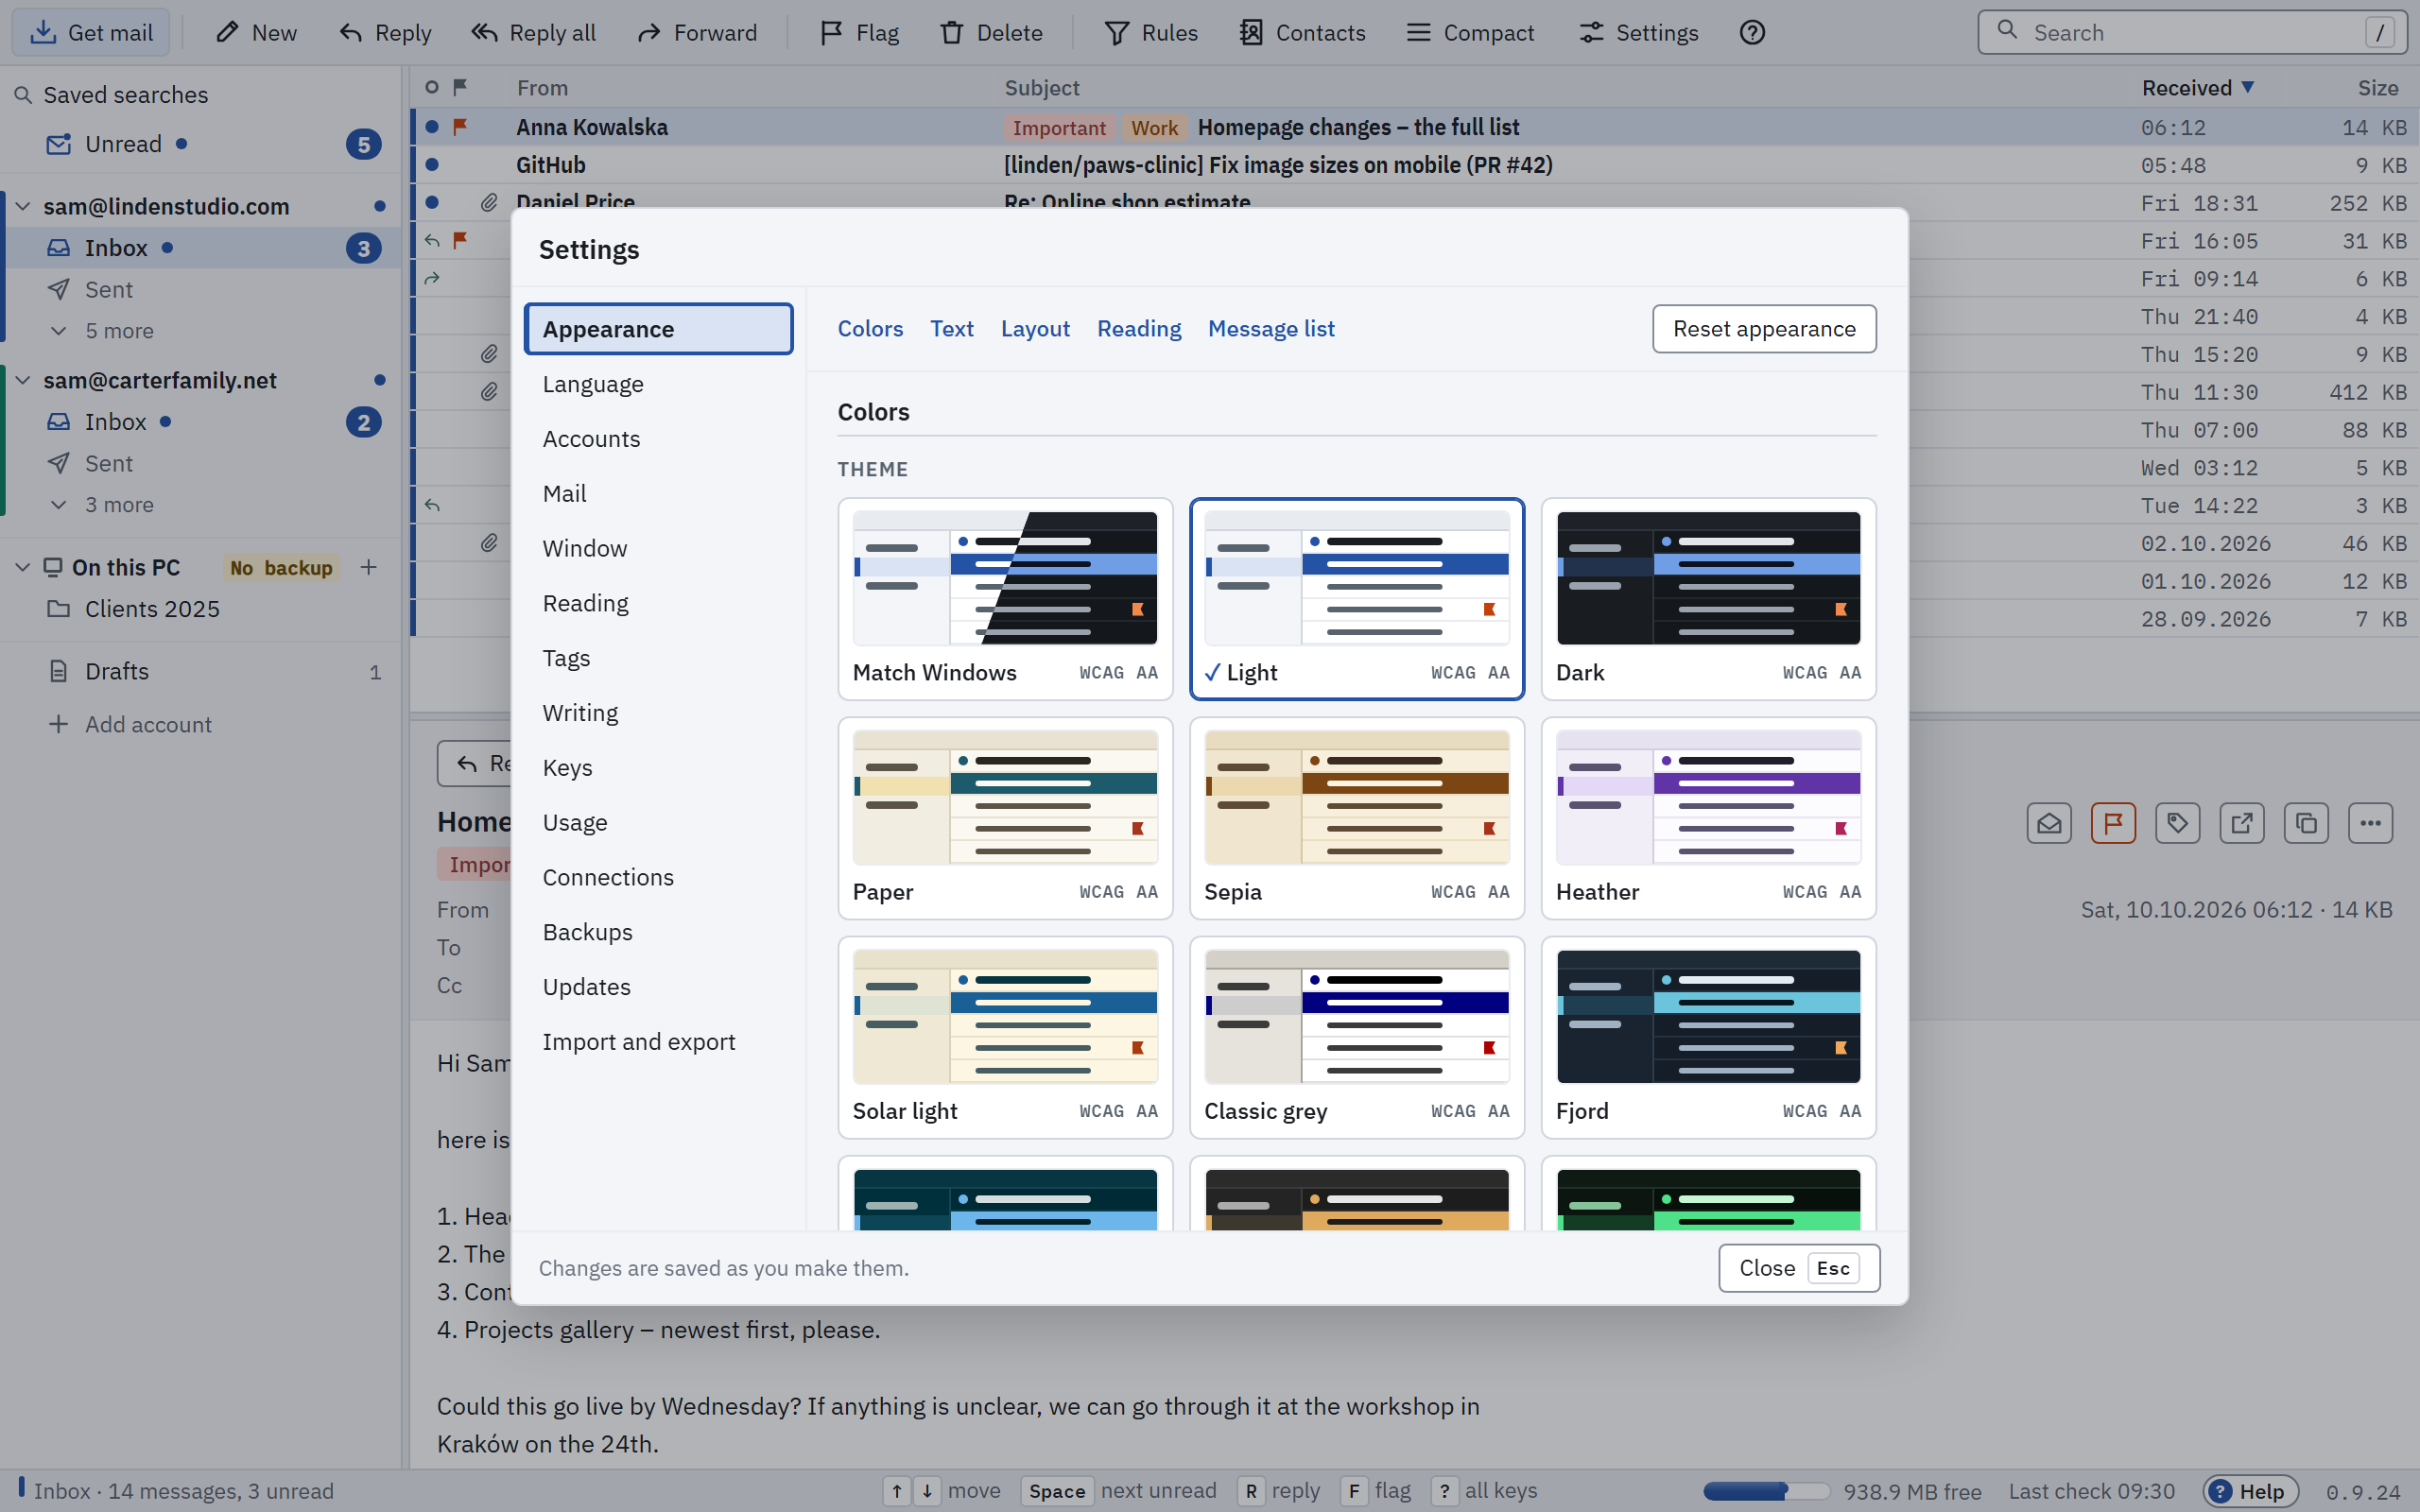 Get mail New Reply Reply all Forward Flag Delete Rules Contacts Compact Settings Search /
Saved searches
Unread 5
sam@lindenstudio.com
Inbox 3
Sent
5 more
sam@carterfamily.net
Inbox 2
Sent
3 more
On this PC No backup
Clients 2025
Drafts 1
Add account
From Subject Received Size
Anna Kowalska Important Work Homepage changes – the full list 06:12 14 KB
GitHub [linden/paws-clinic] Fix image sizes on mobile (PR #42) 05:48 9 KB
Daniel Price Re: Online shop estimate Fri 18:31 252 KB
Fri 16:05 31 KB
Fri 09:14 6 KB
Thu 21:40 4 KB
Thu 15:20 9 KB
Thu 11:30 412 KB
Thu 07:00 88 KB
Wed 03:12 5 KB
Tue 14:22 3 KB
02.10.2026 46 KB
01.10.2026 12 KB
28.09.2026 7 KB
Settings
Appearance
Language
Accounts
Mail
Window
Reading
Tags
Writing
Keys
Usage
Connections
Backups
Updates
Import and export
Colors Text Layout Reading Message list Reset appearance
Colors
THEME
Match Windows WCAG AA
✓ Light WCAG AA
Dark WCAG AA
Paper WCAG AA
Sepia WCAG AA
Heather WCAG AA
Solar light WCAG AA
Classic grey WCAG AA
Fjord WCAG AA
Changes are saved as you make them. Close Esc
From
To
Cc
Sat, 10.10.2026 06:12 · 14 KB
Hi Sam
here is
1.
2. The
3.
4. Projects gallery – newest first, please.
Could this go live by Wednesday? If anything is unclear, we can go through it at the workshop in
Kraków on the 24th.
Inbox · 14 messages, 3 unread ↑ ↓ move Space next unread R reply F flag ? all keys 938.9 MB free Last check 09:30 ? Help 0.9.24